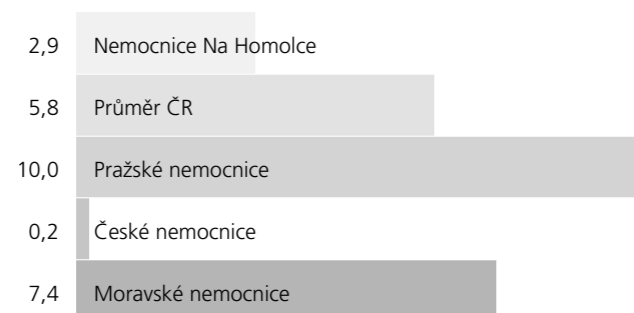 2,9 Nemocnice Na Homolce
5,8 Průměr ČR
10,0 Pražské nemocnice
0,2 České nemocnice
7,4 Moravské nemocnice